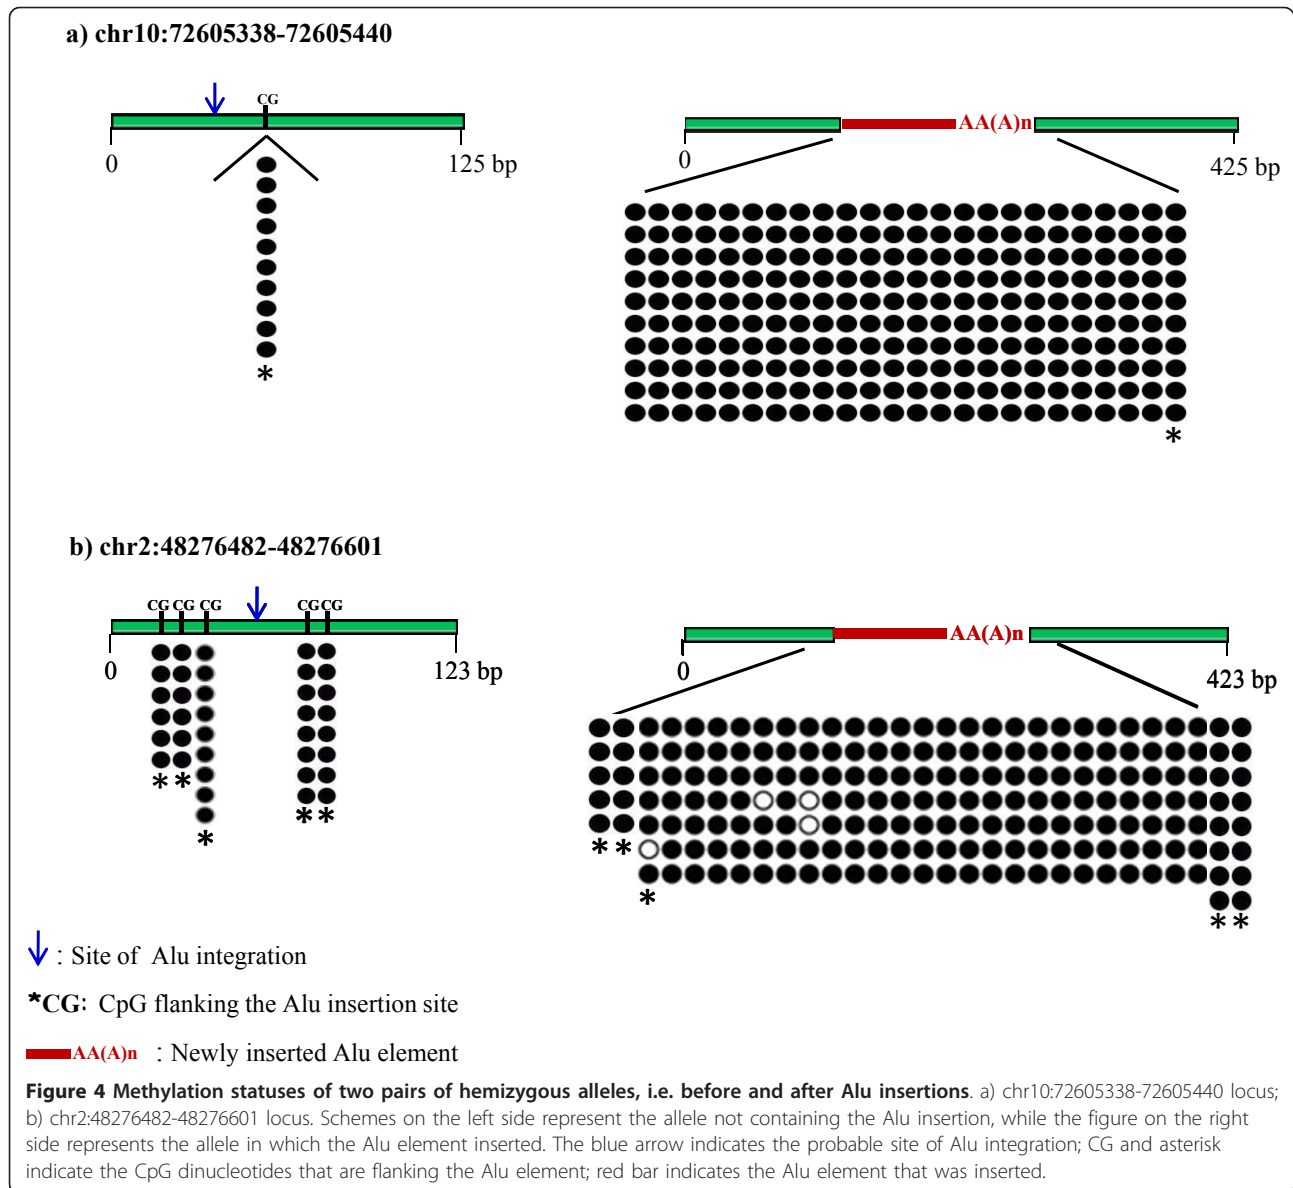 a) chr10:72605338-72605440
CG
0
125 bp
*
AA(A)n
0
425 bp
*
b) chr2:48276482-48276601
CG CG CG CG CG
0
123 bp
* * * * *
AA(A)n
0
423 bp
* * * * *
: Site of Alu integration
*CG: CpG flanking the Alu insertion site
AA(A)n : Newly inserted Alu element
Figure 4 Methylation statuses of two pairs of hemizygous alleles, i.e. before and after Alu insertions. a) chr10:72605338-72605440 locus;
b) chr2:48276482-48276601 locus. Schemes on the left side represent the allele not containing the Alu insertion, while the figure on the right
side represents the allele in which the Alu element inserted. The blue arrow indicates the probable site of Alu integration; CG and asterisk
indicate the CpG dinucleotides that are flanking the Alu element; red bar indicates the Alu element that was inserted.